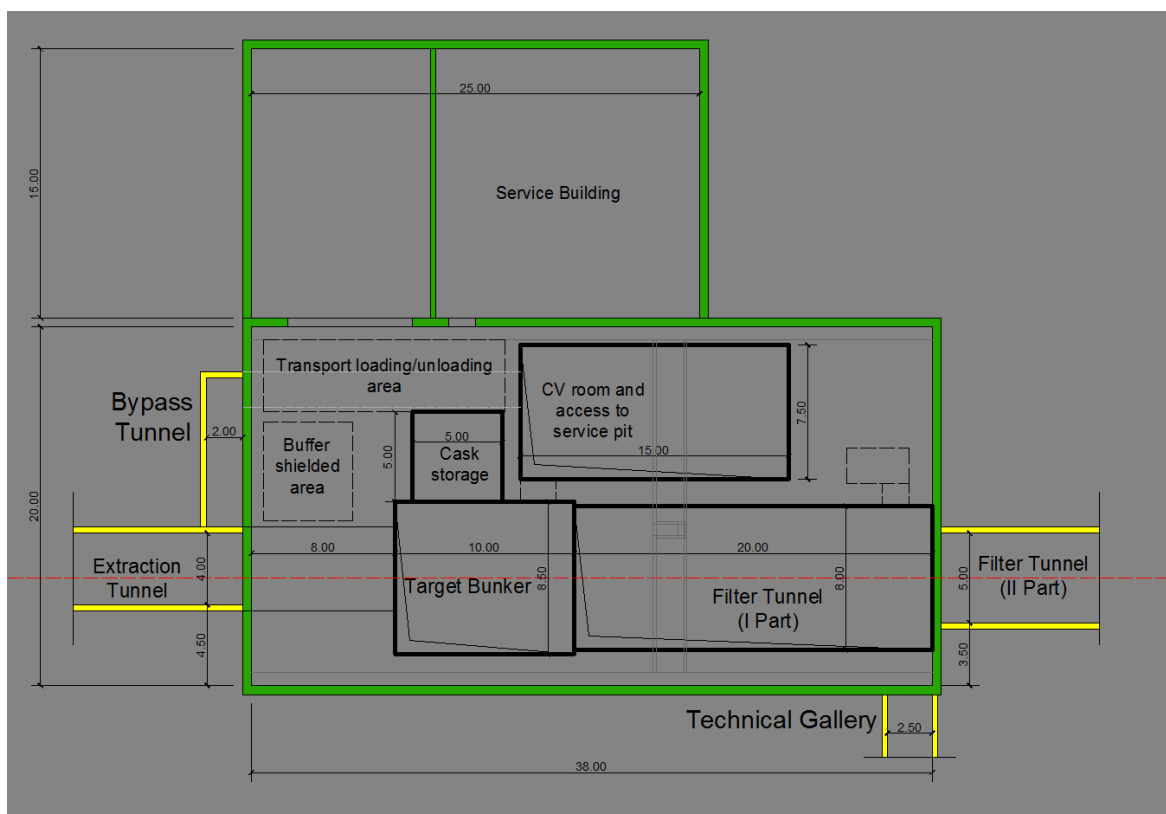 25.00
15.00
Service Building
Transport loading/unloading
area
CV room and
access to
service pit
7.50
15.00
Bypass
Tunnel
2.00
Buffer
shielded
area
5.00
5.00
Cask
storage
20.00
8.00
10.00
20.00
Extraction
Tunnel
4.00
Target Bunker
8.50
Filter Tunnel
(I Part)
8.00
5.00
Filter Tunnel
(II Part)
4.50
3.50
Technical Gallery
2.50
38.00